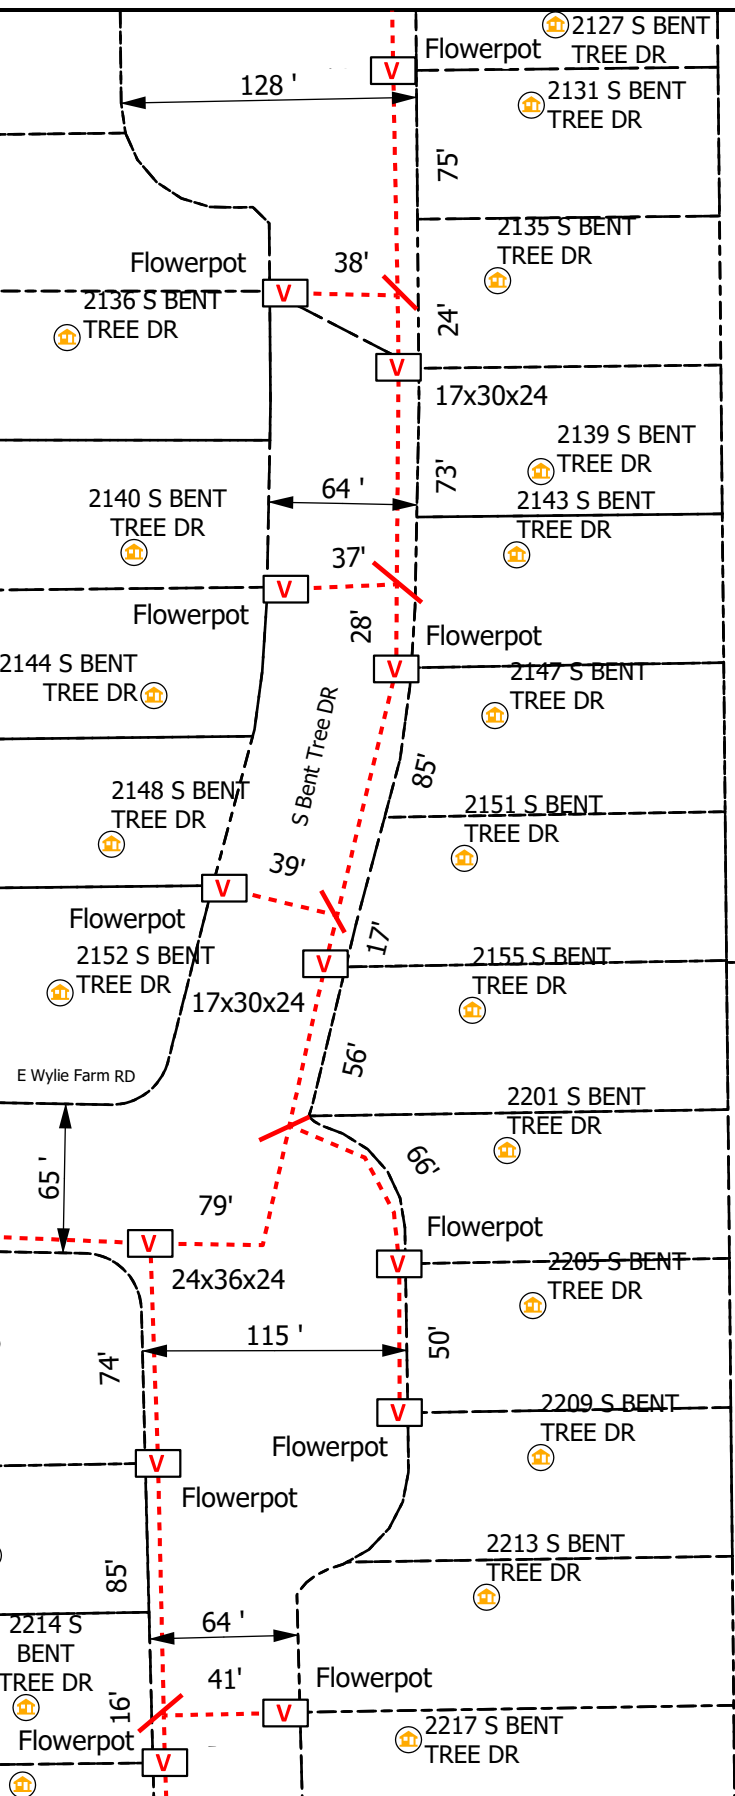 2127 S BENT
TREE DR
Flowerpot
V
128 '
2131 S BENT
TREE DR
75'
2135 S BENT
TREE DR
Flowerpot
38'
V
2136 S BENT
TREE DR
24'
V
17x30x24
2139 S BENT
TREE DR
73'
64 '
2140 S BENT
TREE DR
2143 S BENT
TREE DR
37'
V
Flowerpot
28'
Flowerpot
V
2144 S BENT
TREE DR
2147 S BENT
TREE DR
S Bent Tree DR
85'
2148 S BENT
TREE DR
2151 S BENT
TREE DR
39'
V
Flowerpot
17'
2152 S BENT
TREE DR
V
2155 S BENT
TREE DR
17x30x24
56'
E Wylie Farm RD
2201 S BENT
TREE DR
66'
65 '
79'
Flowerpot
V
24x36x24
V
2205 S BENT
TREE DR
115 '
50'
74'
2209 S BENT
TREE DR
V
Flowerpot
V
Flowerpot
2213 S BENT
TREE DR
85'
2214 S
BENT
TREE DR
64 '
41'
Flowerpot
16'
V
Flowerpot
2217 S BENT
TREE DR
V